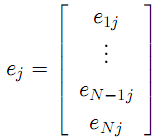 e_j = [ e_{1j}
⋮
e_{N-1j}
e_{Nj} ]